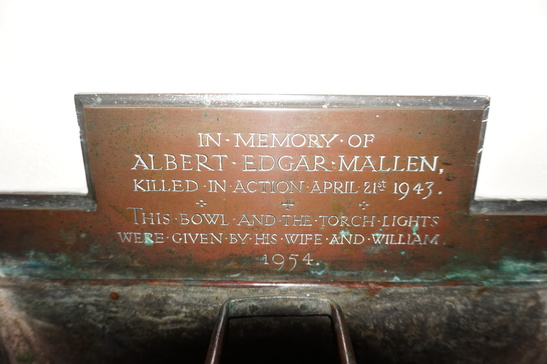 IN·MEMORY·OF
ALBERT·EDGAR·MALLEN,
KILLED·IN·ACTION·APRIL·21st·1943.
THIS·BOWL·AND·THE·TORCH·LIGHTS
WERE·GIVEN·BY·HIS·WIFE·AND·WILLIAM.
1954.